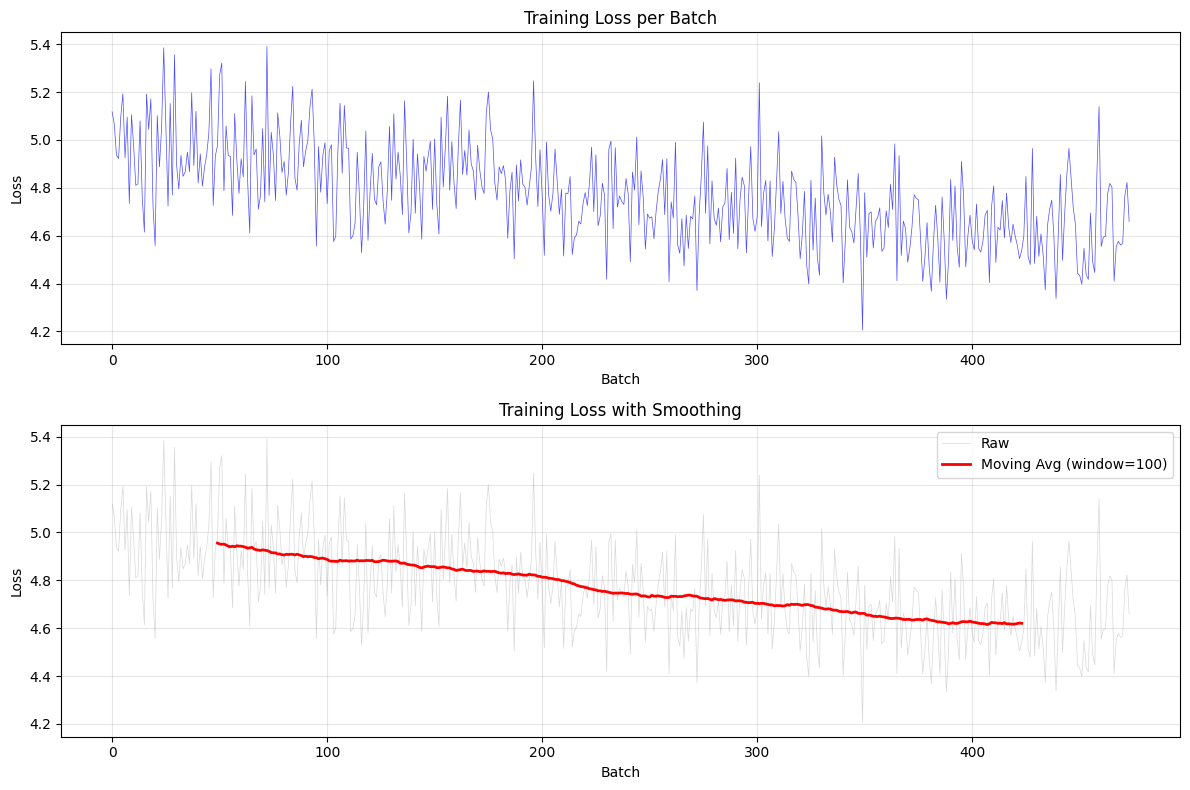 Training Loss per Batch
5.4
5.2
5.0
4.8
4.6
4.4
4.2
Loss
0 100 200 300 400
Batch
Training Loss with Smoothing
5.4
5.2
5.0
4.8
4.6
4.4
4.2
Loss
Raw
Moving Avg (window=100)
0 100 200 300 400
Batch